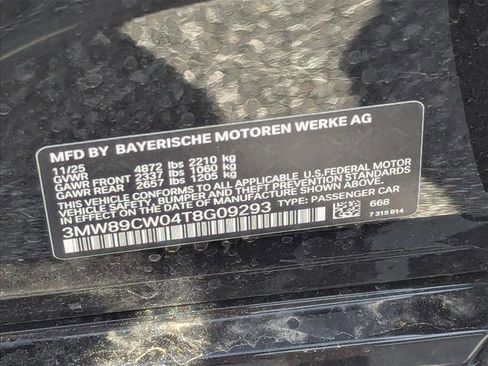 MFD BY BAYERISCHE MOTOREN WERKE AG
11/25
GVWR 4872 lbs 2210 kg
GAWR FRONT 2337 lbs 1060 kg
GAWR REAR 2657 lbs 1205 kg
THIS VEHICLE CONFORMS TO ALL APPLICABLE U.S. FEDERAL MOTOR
VEHICLE SAFETY, BUMPER AND THEFT PREVENTION STANDARDS
IN EFFECT ON THE DATE OF MANUFACTURE SHOWN ABOVE.
3MW89CW04T8G09293 TYPE: PASSENGER CAR
668
7 315 814